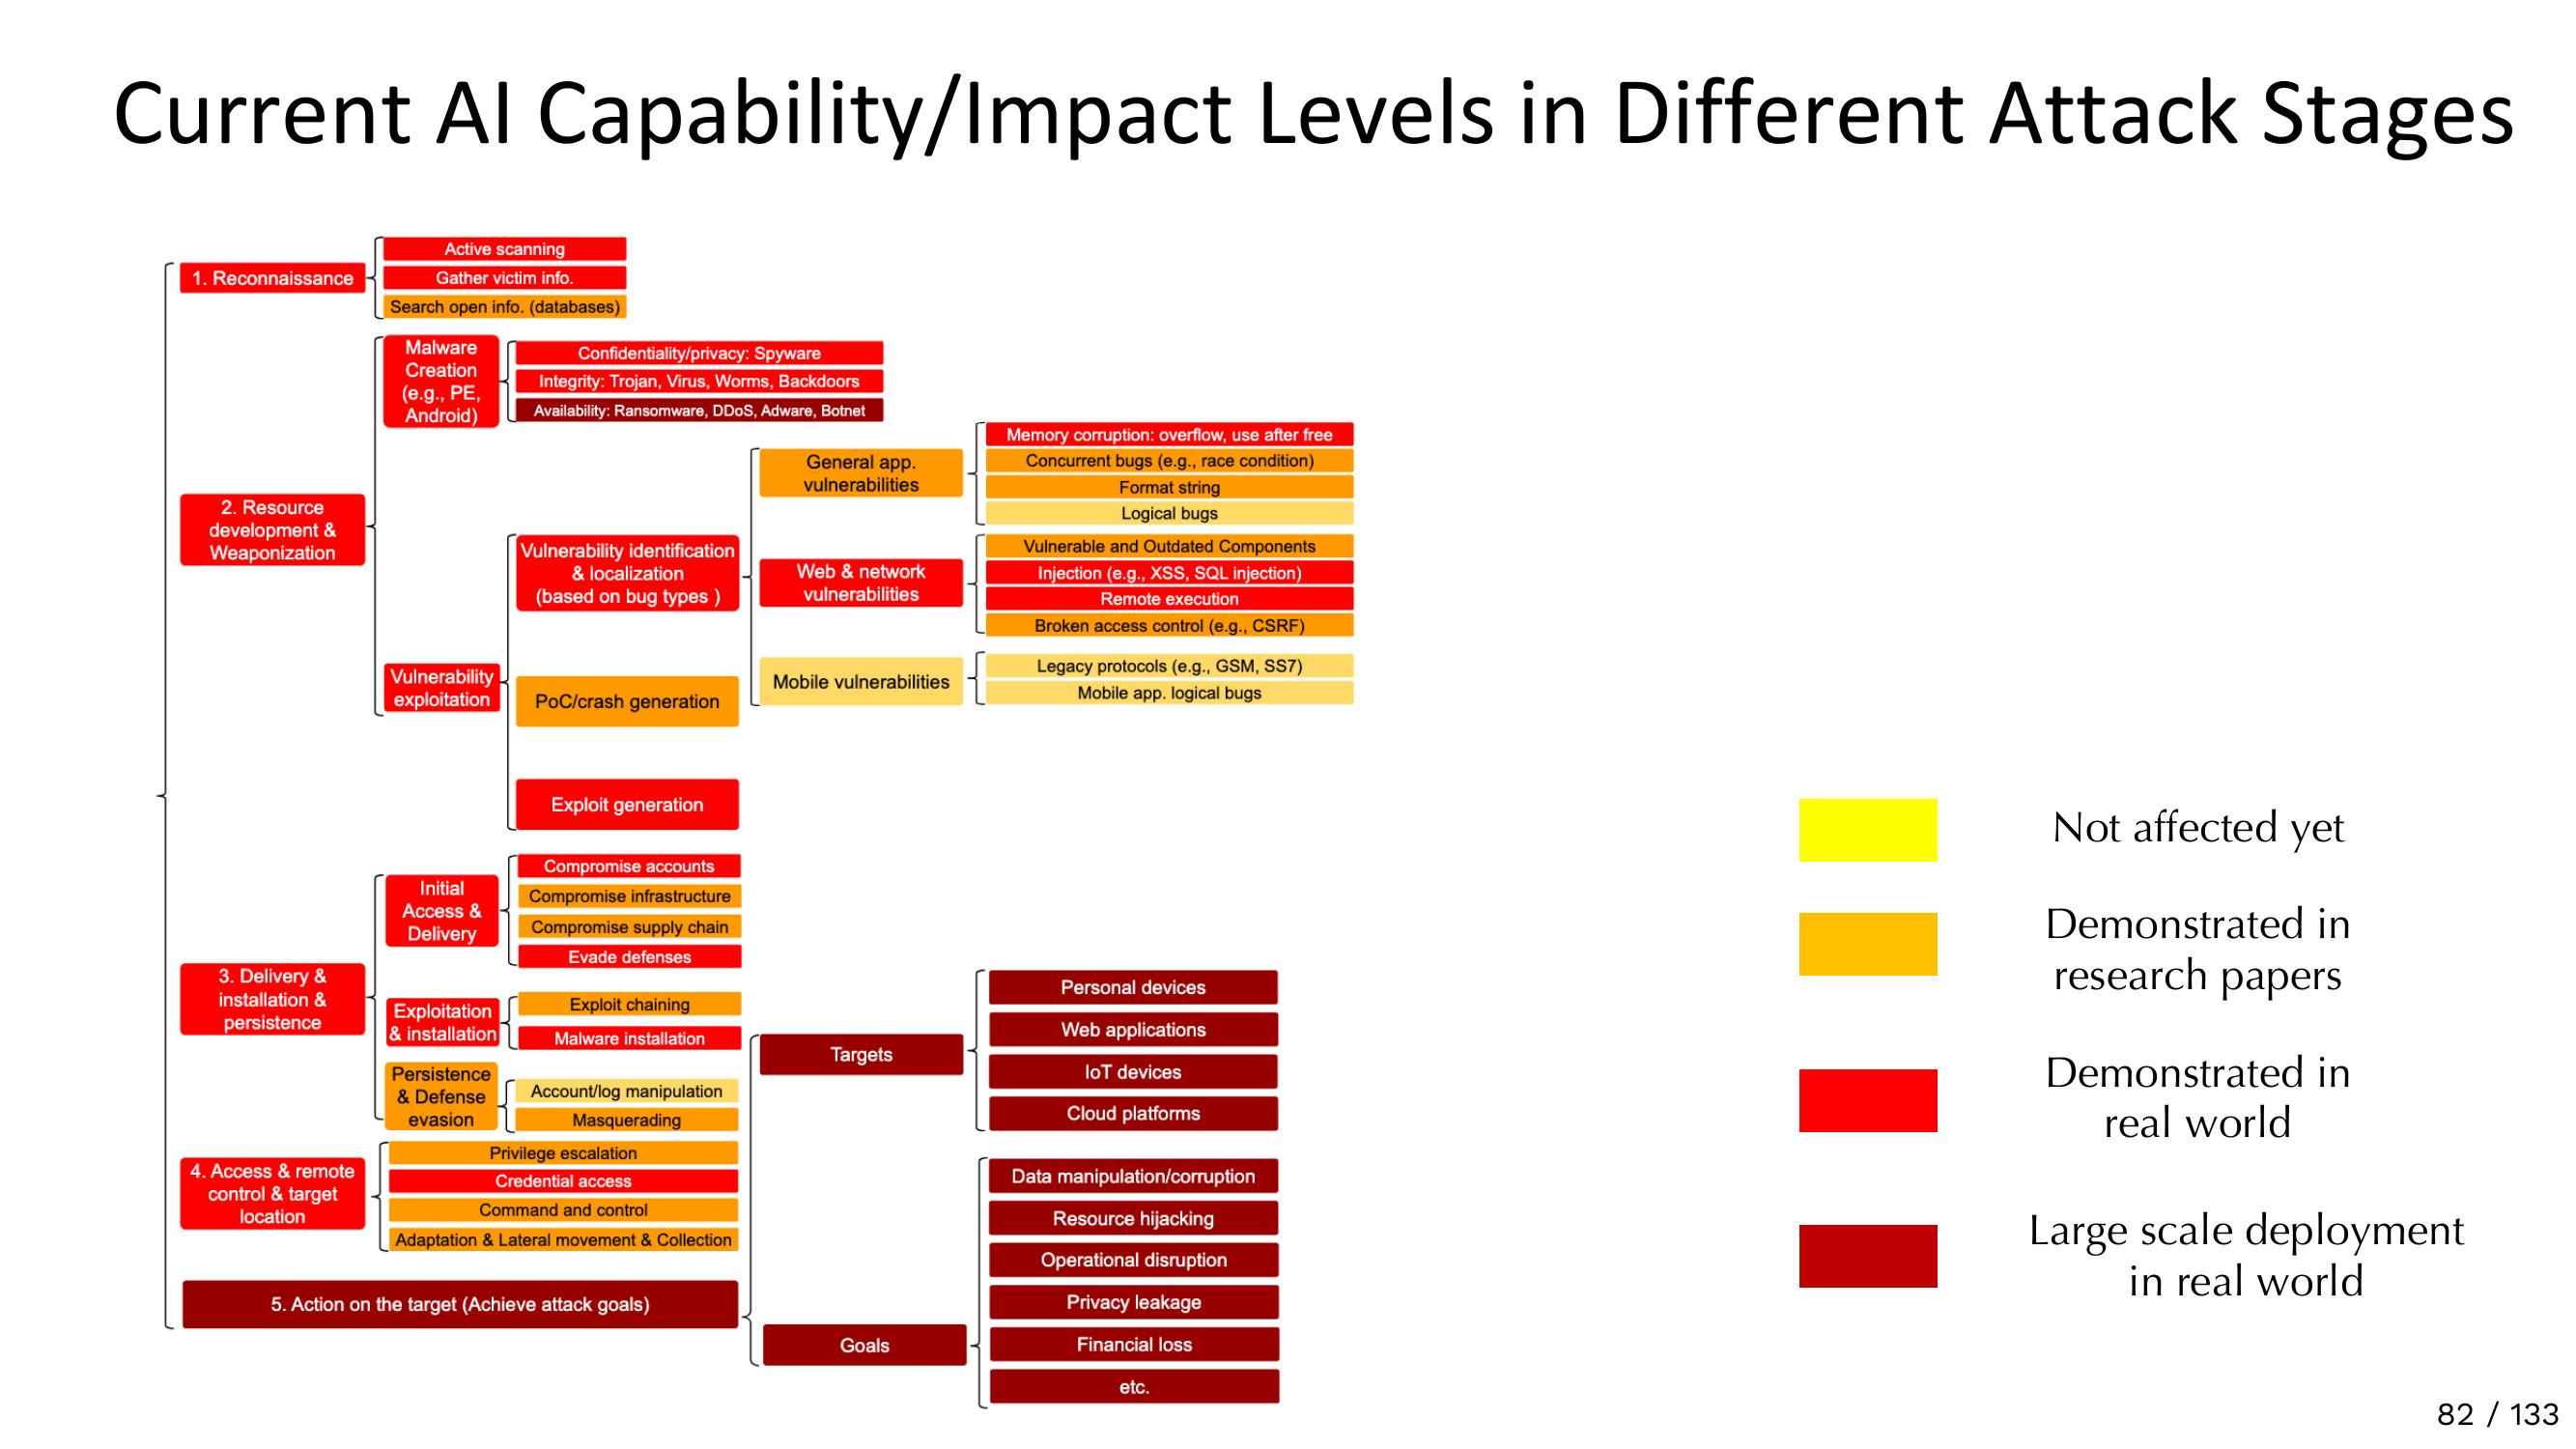 Current AI Capability/Impact Levels in Different Attack Stages
1. Reconnaissance
Active scanning
Gather victim info.
Search open info. (databases)
2. Resource
development &
Weaponization
Malware
Creation
(e.g., PE,
Android)
Confidentiality/privacy: Spyware
Integrity: Trojan, Virus, Worms, Backdoors
Availability: Ransomware, DDoS, Adware, Botnet
Vulnerability
exploitation
Vulnerability identification
& localization
(based on bug types )
General app.
vulnerabilities
Memory corruption: overflow, use after free
Concurrent bugs (e.g., race condition)
Format string
Logical bugs
Web & network
vulnerabilities
Vulnerable and Outdated Components
Injection (e.g., XSS, SQL injection)
Remote execution
Broken access control (e.g., CSRF)
Mobile vulnerabilities
Legacy protocols (e.g., GSM, SS7)
Mobile app. logical bugs
PoC/crash generation
Exploit generation
3. Delivery &
installation &
persistence
Initial
Access &
Delivery
Compromise accounts
Compromise infrastructure
Compromise supply chain
Evade defenses
Exploitation
& installation
Exploit chaining
Malware installation
Persistence
& Defense
evasion
Account/log manipulation
Masquerading
4. Access & remote
control & target
location
Privilege escalation
Credential access
Command and control
Adaptation & Lateral movement & Collection
5. Action on the target (Achieve attack goals)
Targets
Personal devices
Web applications
IoT devices
Cloud platforms
Goals
Data manipulation/corruption
Resource hijacking
Operational disruption
Privacy leakage
Financial loss
etc.
Not affected yet
Demonstrated in
research papers
Demonstrated in
real world
Large scale deployment
in real world
82 / 133